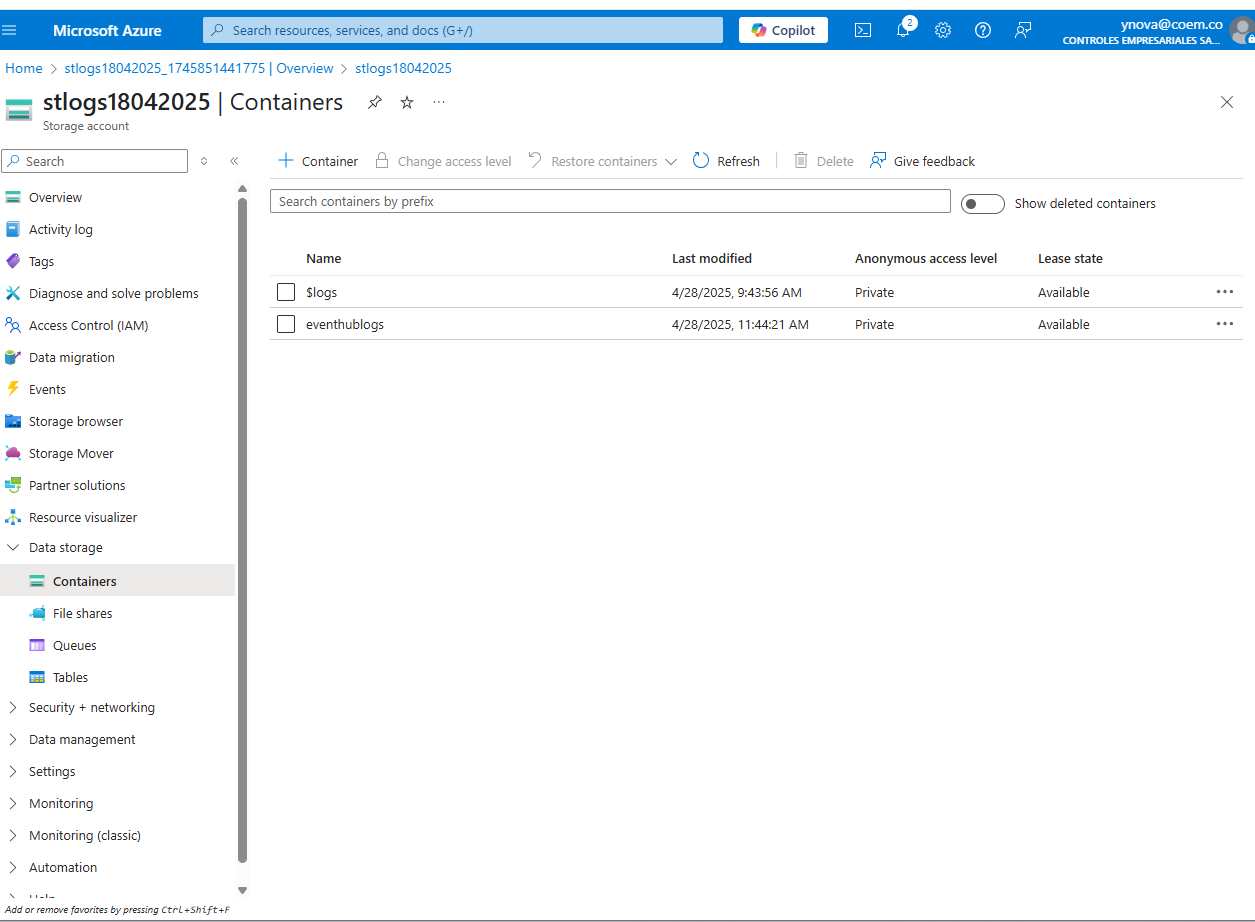 Microsoft Azure
Search resources, services, and docs (G+/)
Copilot
2
ynova@coem.co
CONTROLES EMPRESARIALES SA...
Home > stlogs18042025_1745851441775 | Overview > stlogs18042025
stlogs18042025 | Containers
Storage account
Search
Container
Change access level
Restore containers
Refresh
Delete
Give feedback
Search containers by prefix
Show deleted containers
Name Last modified Anonymous access level Lease state
$logs 4/28/2025, 9:43:56 AM Private Available
eventhublogs 4/28/2025, 11:44:21 AM Private Available
Overview
Activity log
Tags
Diagnose and solve problems
Access Control (IAM)
Data migration
Events
Storage browser
Storage Mover
Partner solutions
Resource visualizer
Data storage
Containers
File shares
Queues
Tables
Security + networking
Data management
Settings
Monitoring
Monitoring (classic)
Automation
Help
Add or remove favorites by pressing Ctrl+Shift+F